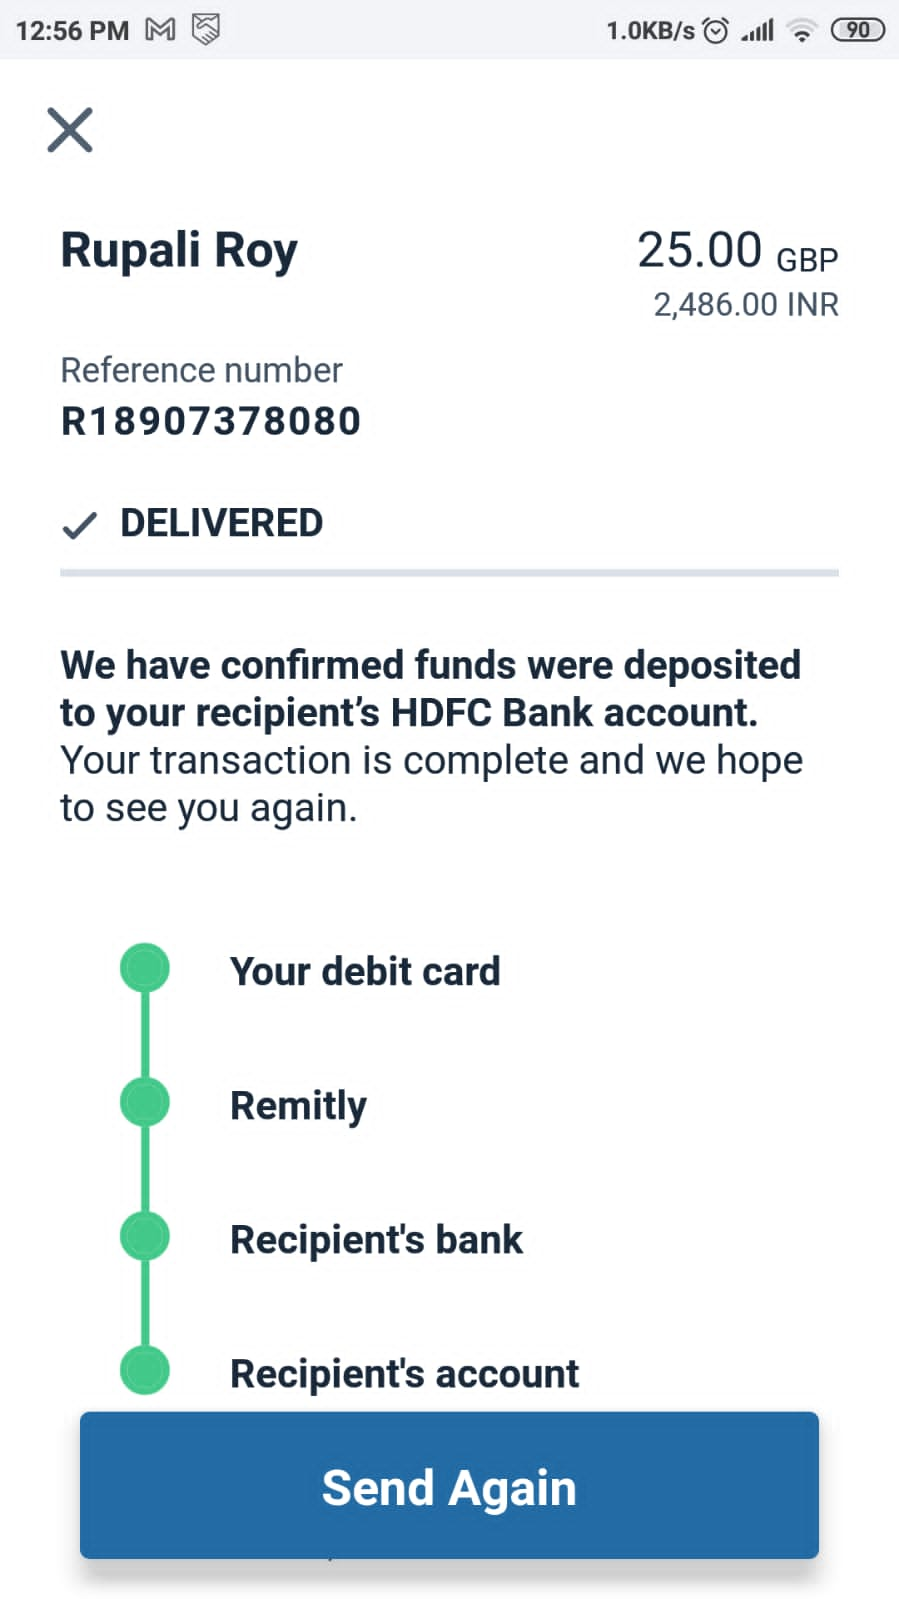 12:56 PM 1.0KB/s 90
Rupali Roy 25.00 GBP
2,486.00 INR
Reference number
R18907378080
DELIVERED
We have confirmed funds were deposited
to your recipient’s HDFC Bank account.
Your transaction is complete and we hope
to see you again.
Your debit card
Remitly
Recipient's bank
Recipient's account
Send Again